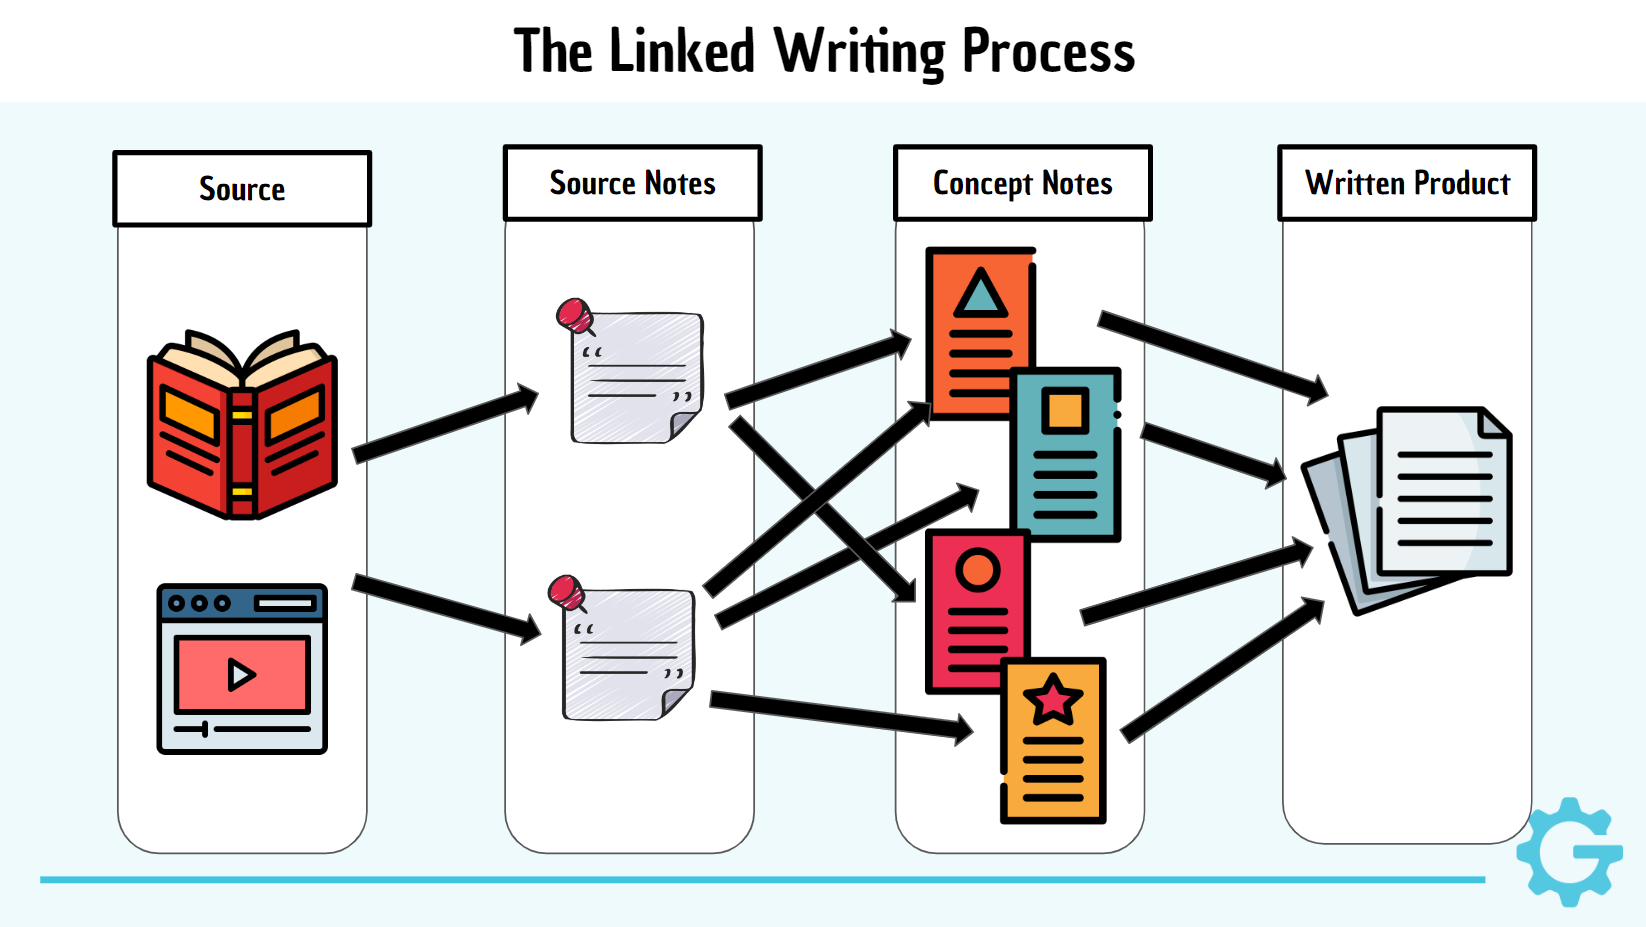 The Linked Writing Process
Source
Source Notes
Concept Notes
Written Product
“
”
“
”
G